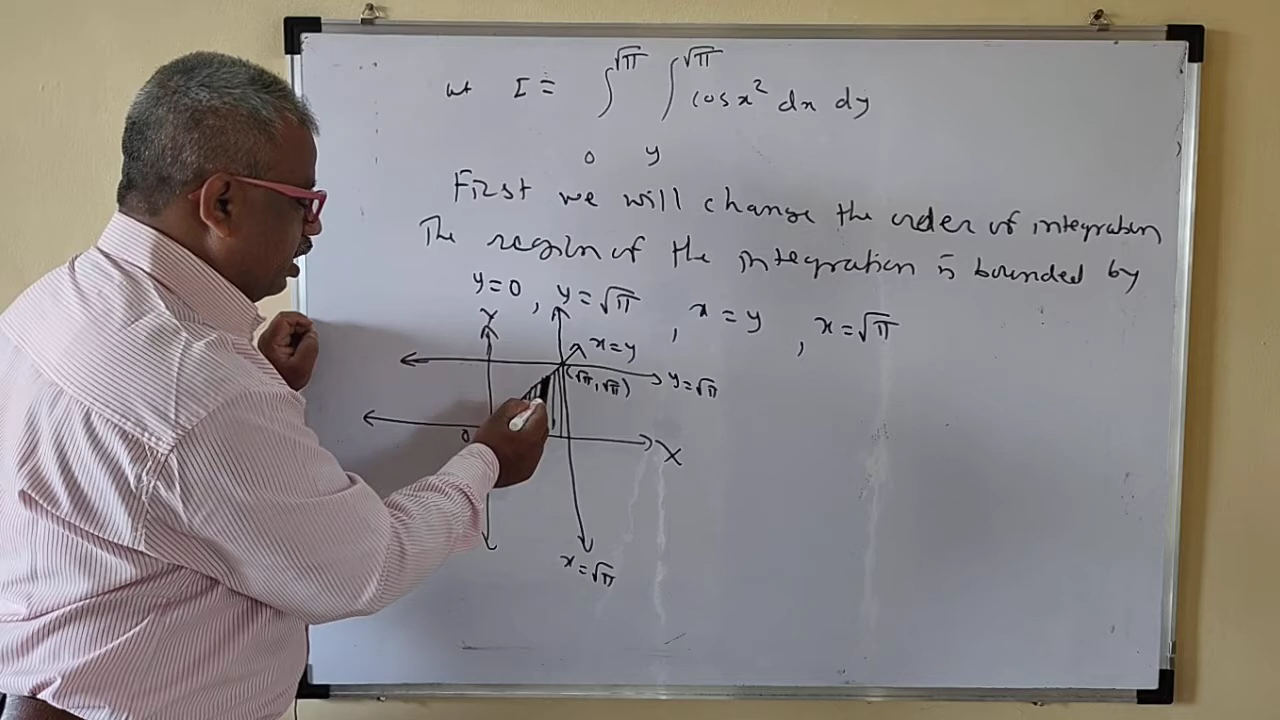 let I = ∫₀^√π ∫_y^√π cos x² dx dy
First we will change the order of integration
The region of the integration is bounded by
y=0, y=√π, x=y, x=√π
Y
x=y
(√π,√π)
y=√π
0
X
x=√π